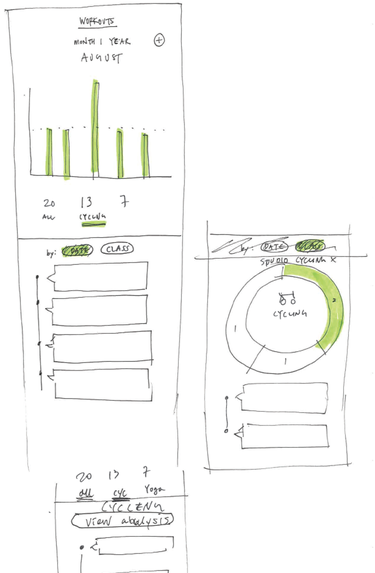 WORKOUTS
MONTH | YEAR
+
AUGUST
20 13 7
ALL CYCLING
by: DATE CLASS
by: DATE CLASS
STUDIO CYCLING X
2
CYCLING
1
1
20 13 7
All CYC Yoga
CYCLING
View analysis